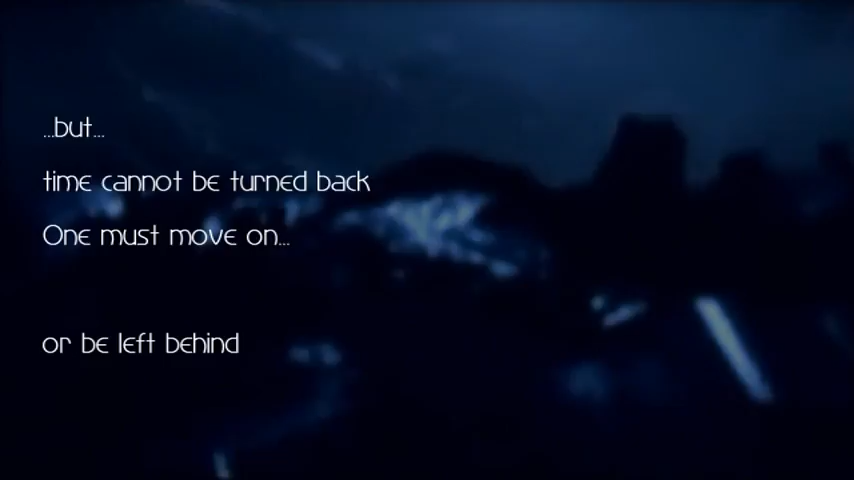 ...but...
time cannot be turned back
One must move on...
or be left behind